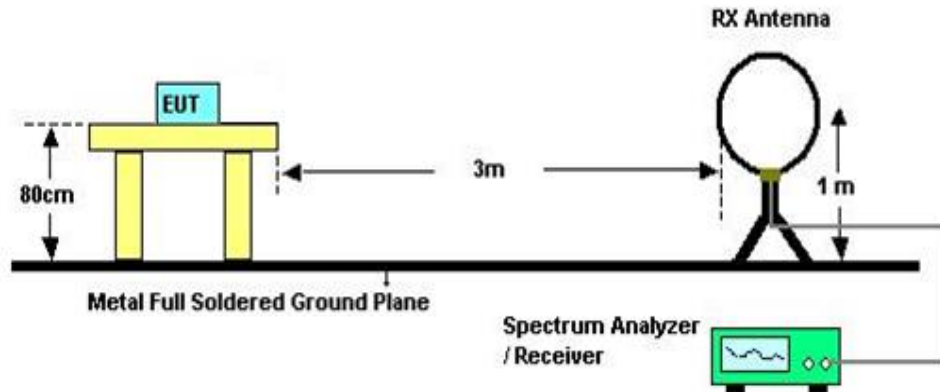 RX Antenna
EUT
80cm
3m
1 m
Metal Full Soldered Ground Plane
Spectrum Analyzer
/ Receiver